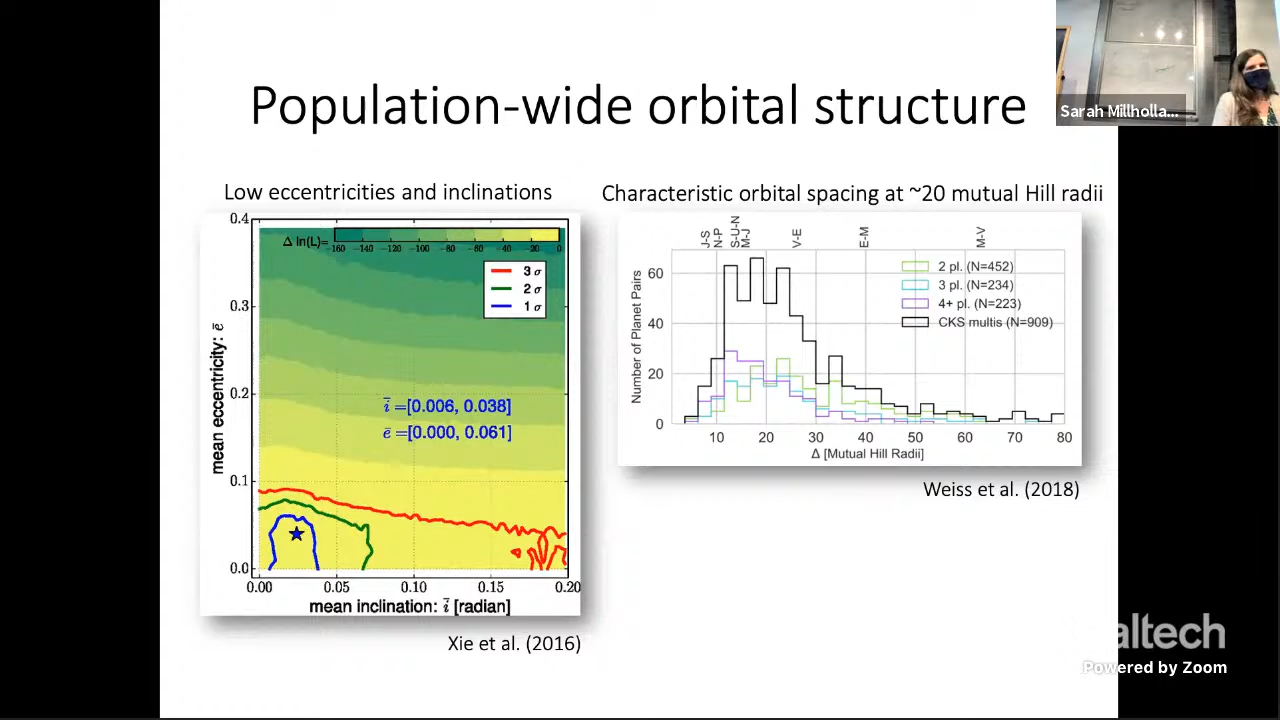 Population-wide orbital structure
Sarah Millholla...
Low eccentricities and inclinations
Characteristic orbital spacing at ~20 mutual Hill radii
0.4
0.3
0.2
0.1
0.0
mean eccentricity: ē
Δ ln(L)=
-160 -140 -120 -100 -80 -60 -40 -20 0
3 σ
2 σ
1 σ
ī =[0.006, 0.038]
ē =[0.000, 0.061]
0.00 0.05 0.10 0.15 0.20
mean inclination: ī [radian]
Xie et al. (2016)
J-S
N-P
S-U-N
M-J
V-E
E-M
M-V
60
40
20
0
Number of Planet Pairs
2 pl. (N=452)
3 pl. (N=234)
4+ pl. (N=223)
CKS multis (N=909)
10 20 30 40 50 60 70 80
Δ [Mutual Hill Radii]
Weiss et al. (2018)
altech
Powered by Zoom